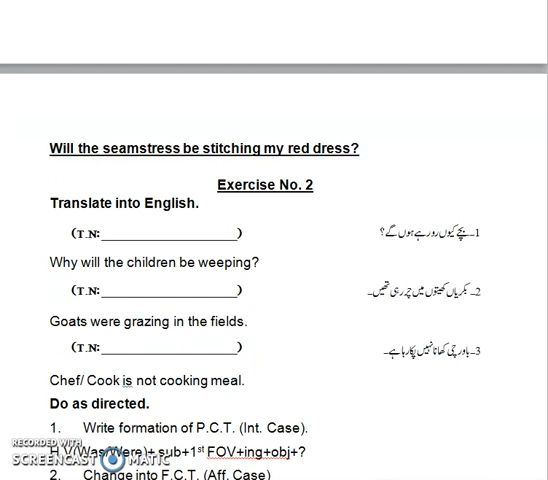 Will the seamstress be stitching my red dress?
Exercise No. 2
Translate into English.
(T.N:____________________) 1۔ بچے کیوں رو رہے ہوں گے؟
Why will the children be weeping?
(T.N:____________________) 2۔ بکریاں کھیتوں میں چر رہی تھیں۔
Goats were grazing in the fields.
(T.N:____________________) 3۔ باورچی کھانا نہیں پکا رہا ہے۔
Chef/ Cook is not cooking meal.
Do as directed.
1. Write formation of P.C.T. (Int. Case).
H.V(Was/Were)+ sub+1st FOV+ing+obj+?
2. Change into F.C.T. (Aff. Case)
RECORDED WITH
SCREENCAST MATIC